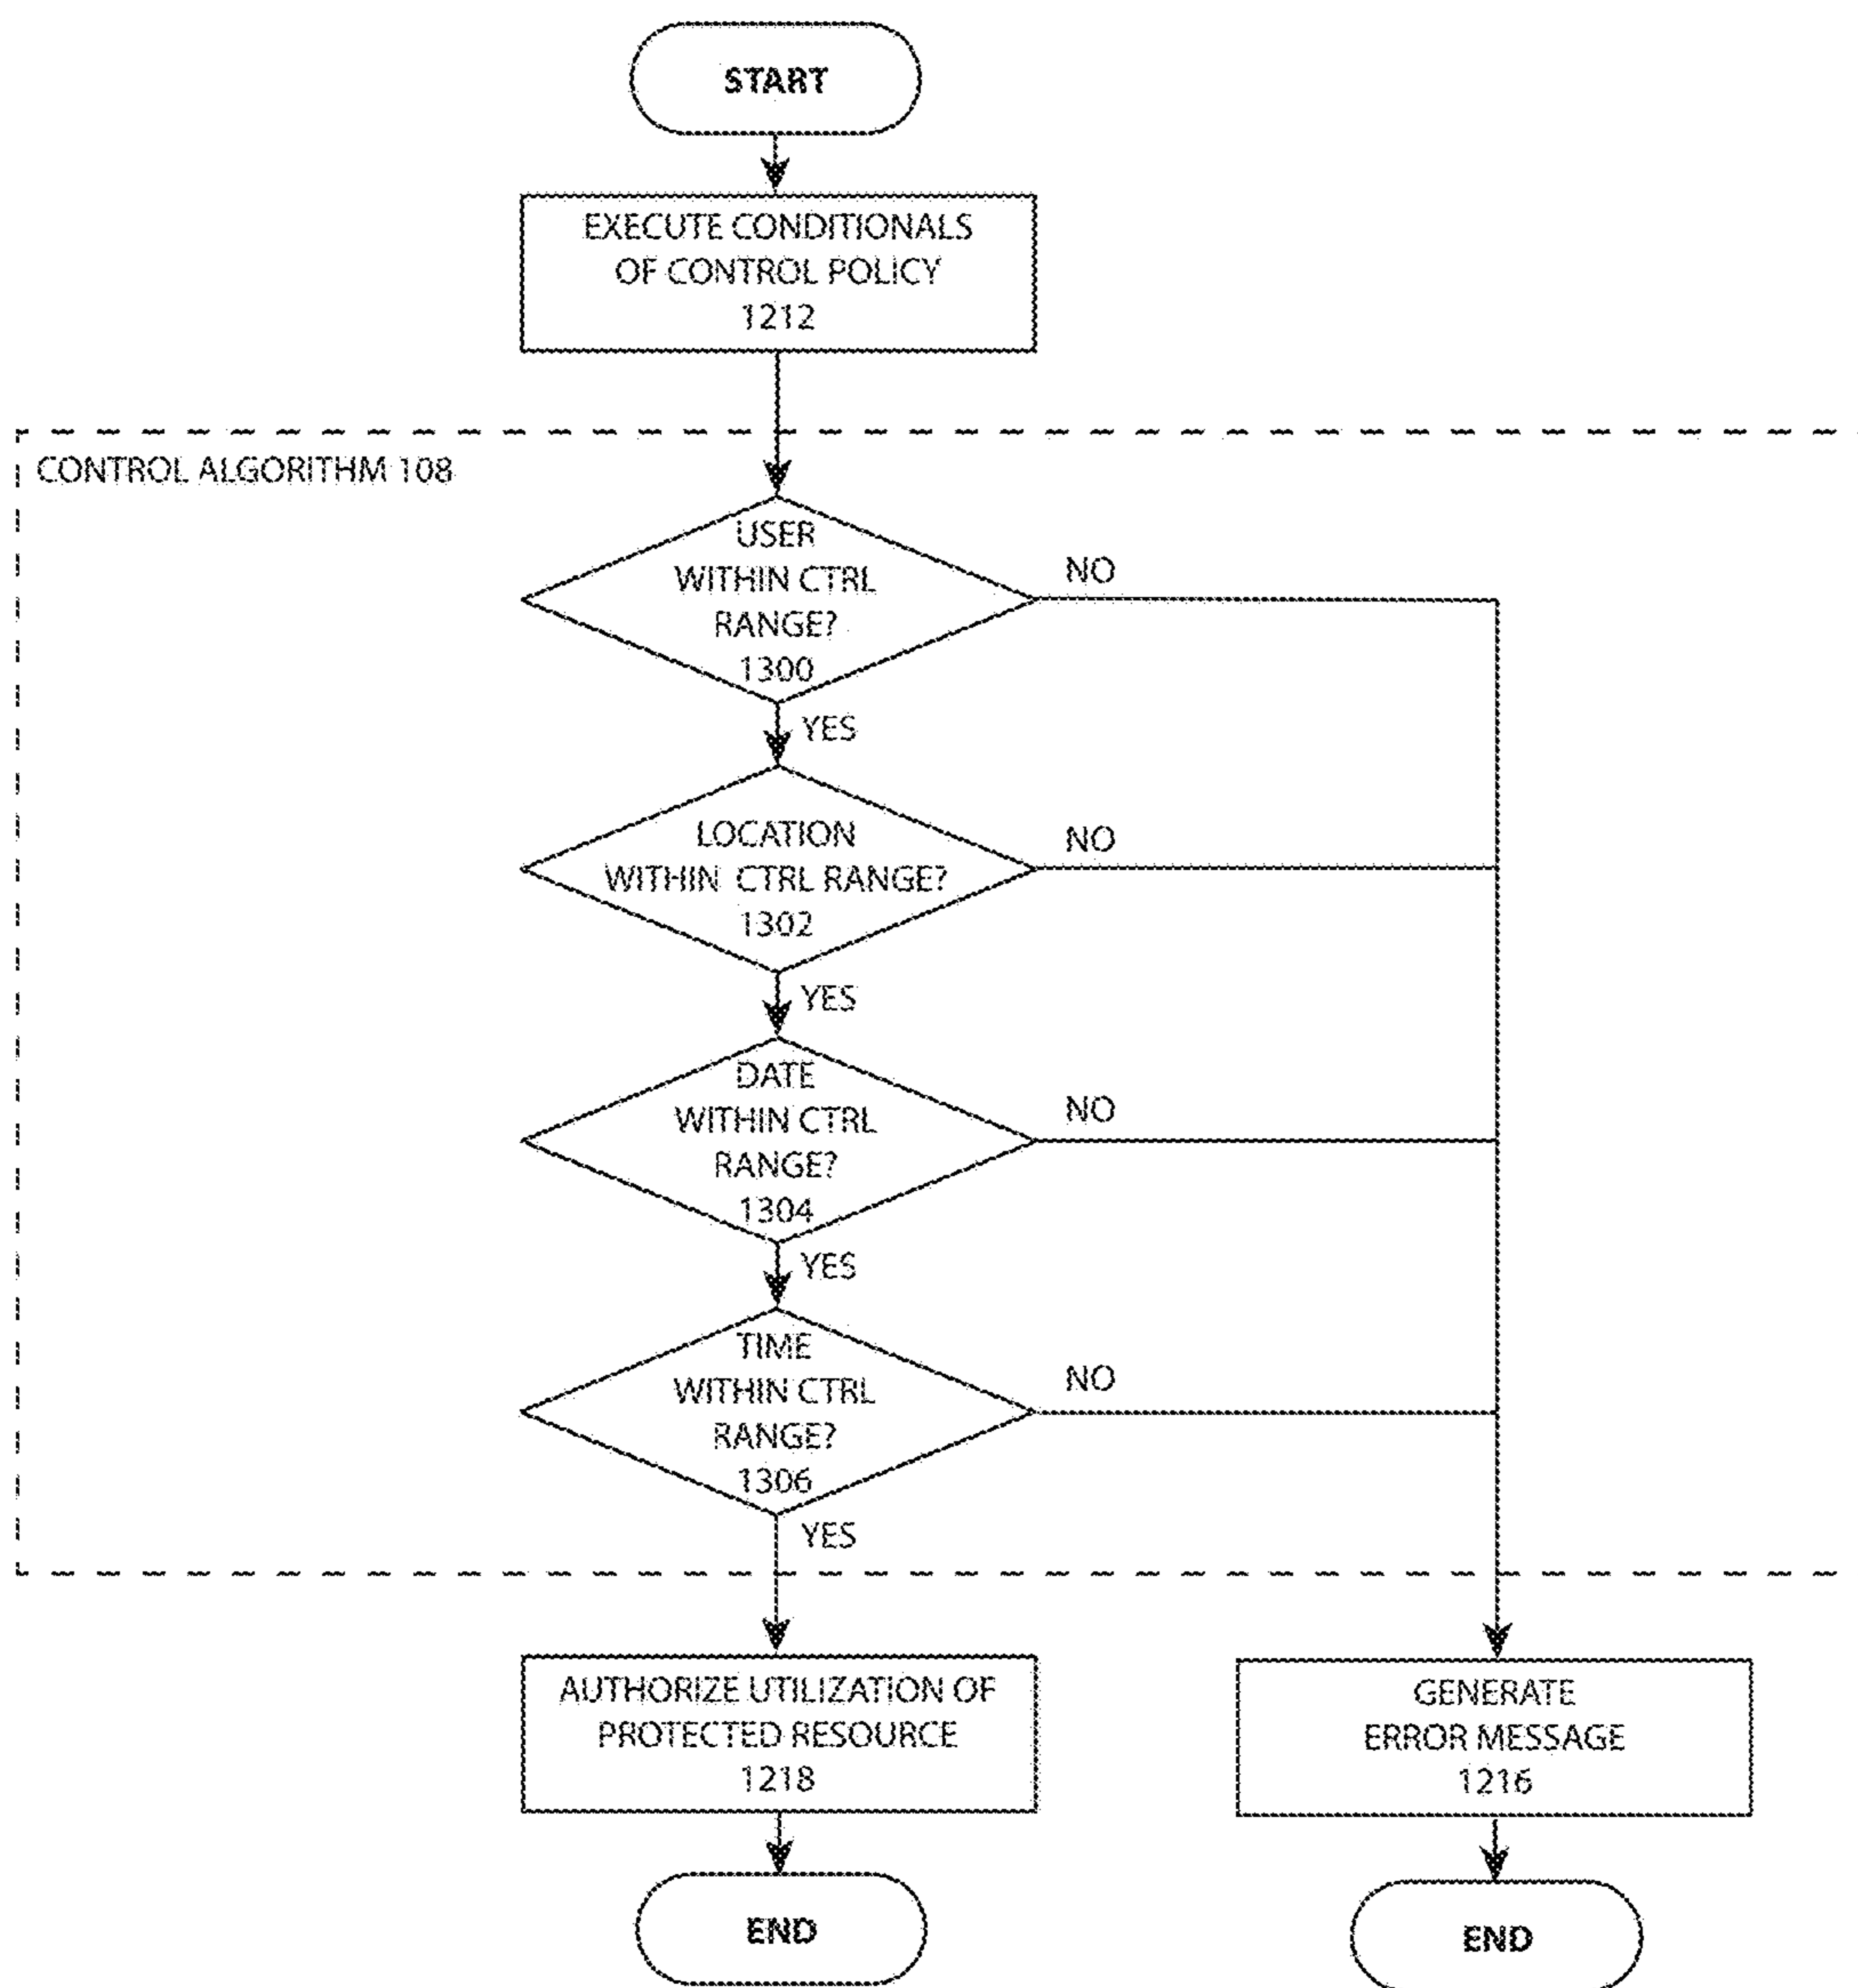 START
EXECUTE CONDITIONALS
OF CONTROL POLICY
1212
CONTROL ALGORITHM 108
USER
WITHIN CTRL
RANGE?
1300
NO
YES
LOCATION
WITHIN CTRL RANGE?
1302
NO
YES
DATE
WITHIN CTRL
RANGE?
1304
NO
YES
TIME
WITHIN CTRL
RANGE?
1306
NO
YES
AUTHORIZE UTILIZATION OF
PROTECTED RESOURCE
1218
GENERATE
ERROR MESSAGE
1216
END
END